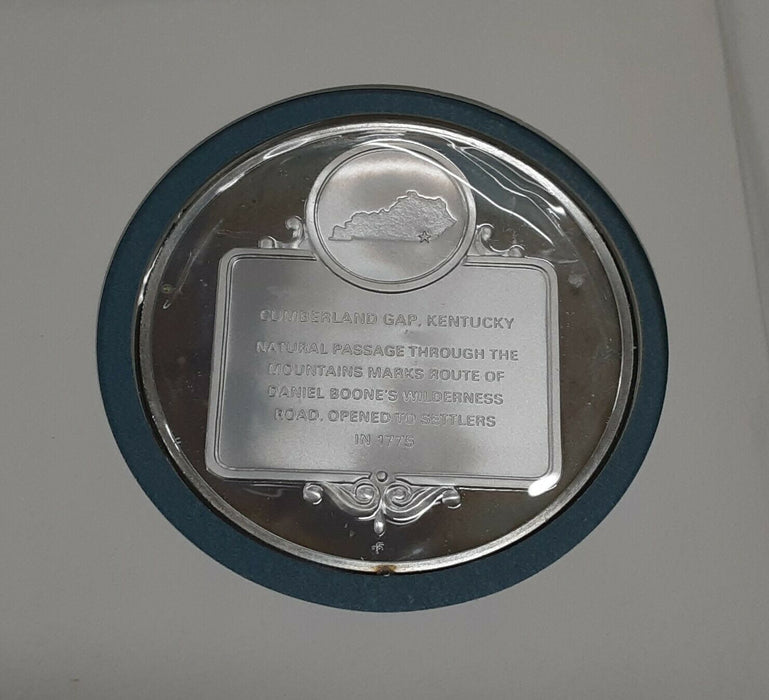 CUMBERLAND GAP, KENTUCKY
NATURAL PASSAGE THROUGH THE
MOUNTAINS MARKS ROUTE OF
DANIEL BOONE'S WILDERNESS
ROAD, OPENED TO SETTLERS
IN 1775